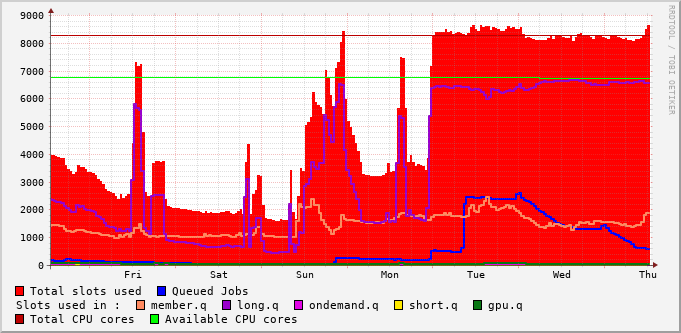 9000
8000
7000
6000
5000
4000
3000
2000
1000
0
Fri Sat Sun Mon Tue Wed Thu
RRDTOOL / TOBI OETIKER
Total slots used Queued Jobs
Slots used in : member.q long.q ondemand.q short.q gpu.q
Total CPU cores Available CPU cores